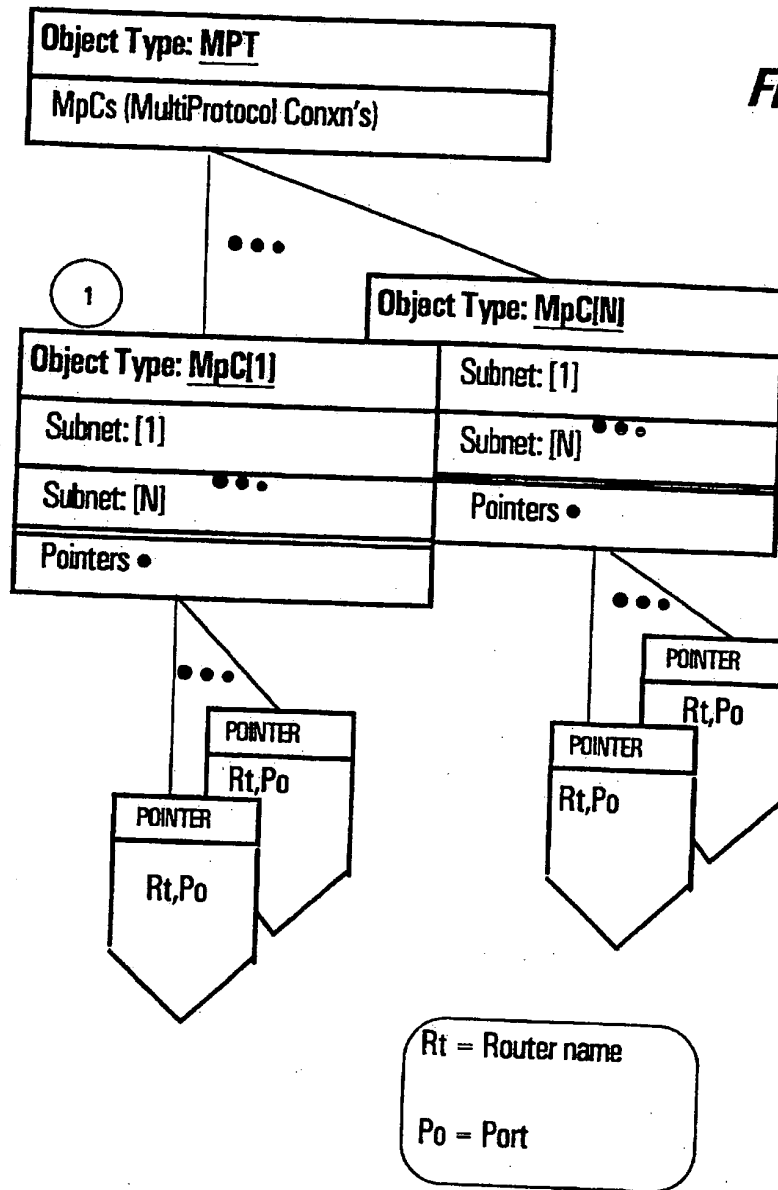 Object Type: MPT
MpCs (MultiProtocol Conxn's)
1
Object Type: MpC[N]
Subnet: [1]
Subnet: [N]
Pointers
Object Type: MpC[1]
Subnet: [1]
Subnet: [N]
Pointers
POINTER
Rt,Po
POINTER
Rt,Po
POINTER
Rt,Po
POINTER
Rt,Po
Rt = Router name
Po = Port